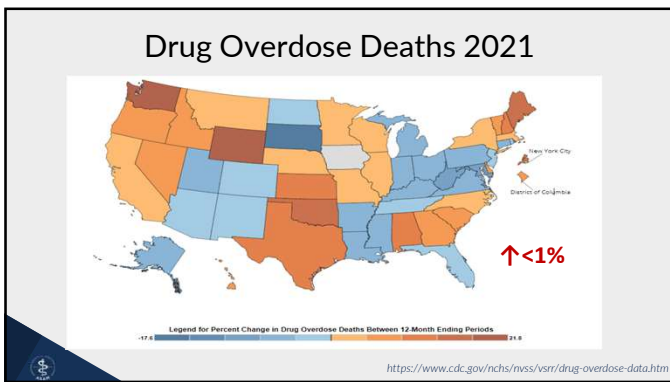 Drug Overdose Deaths 2021
New York City
District of Columbia
↑<1%
Legend for Percent Change in Drug Overdose Deaths Between 12-Month Ending Periods
-17.6
21.8
https://www.cdc.gov/nchs/nvss/vsrr/drug-overdose-data.htm